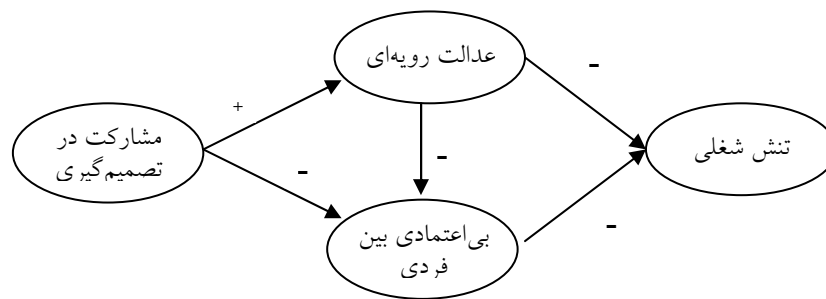 عدالت رویه‌ای
-
+
مشارکت در
تصمیم‌گیری
-
-
تنش شغلی
بی‌اعتمادی بین
فردی
-